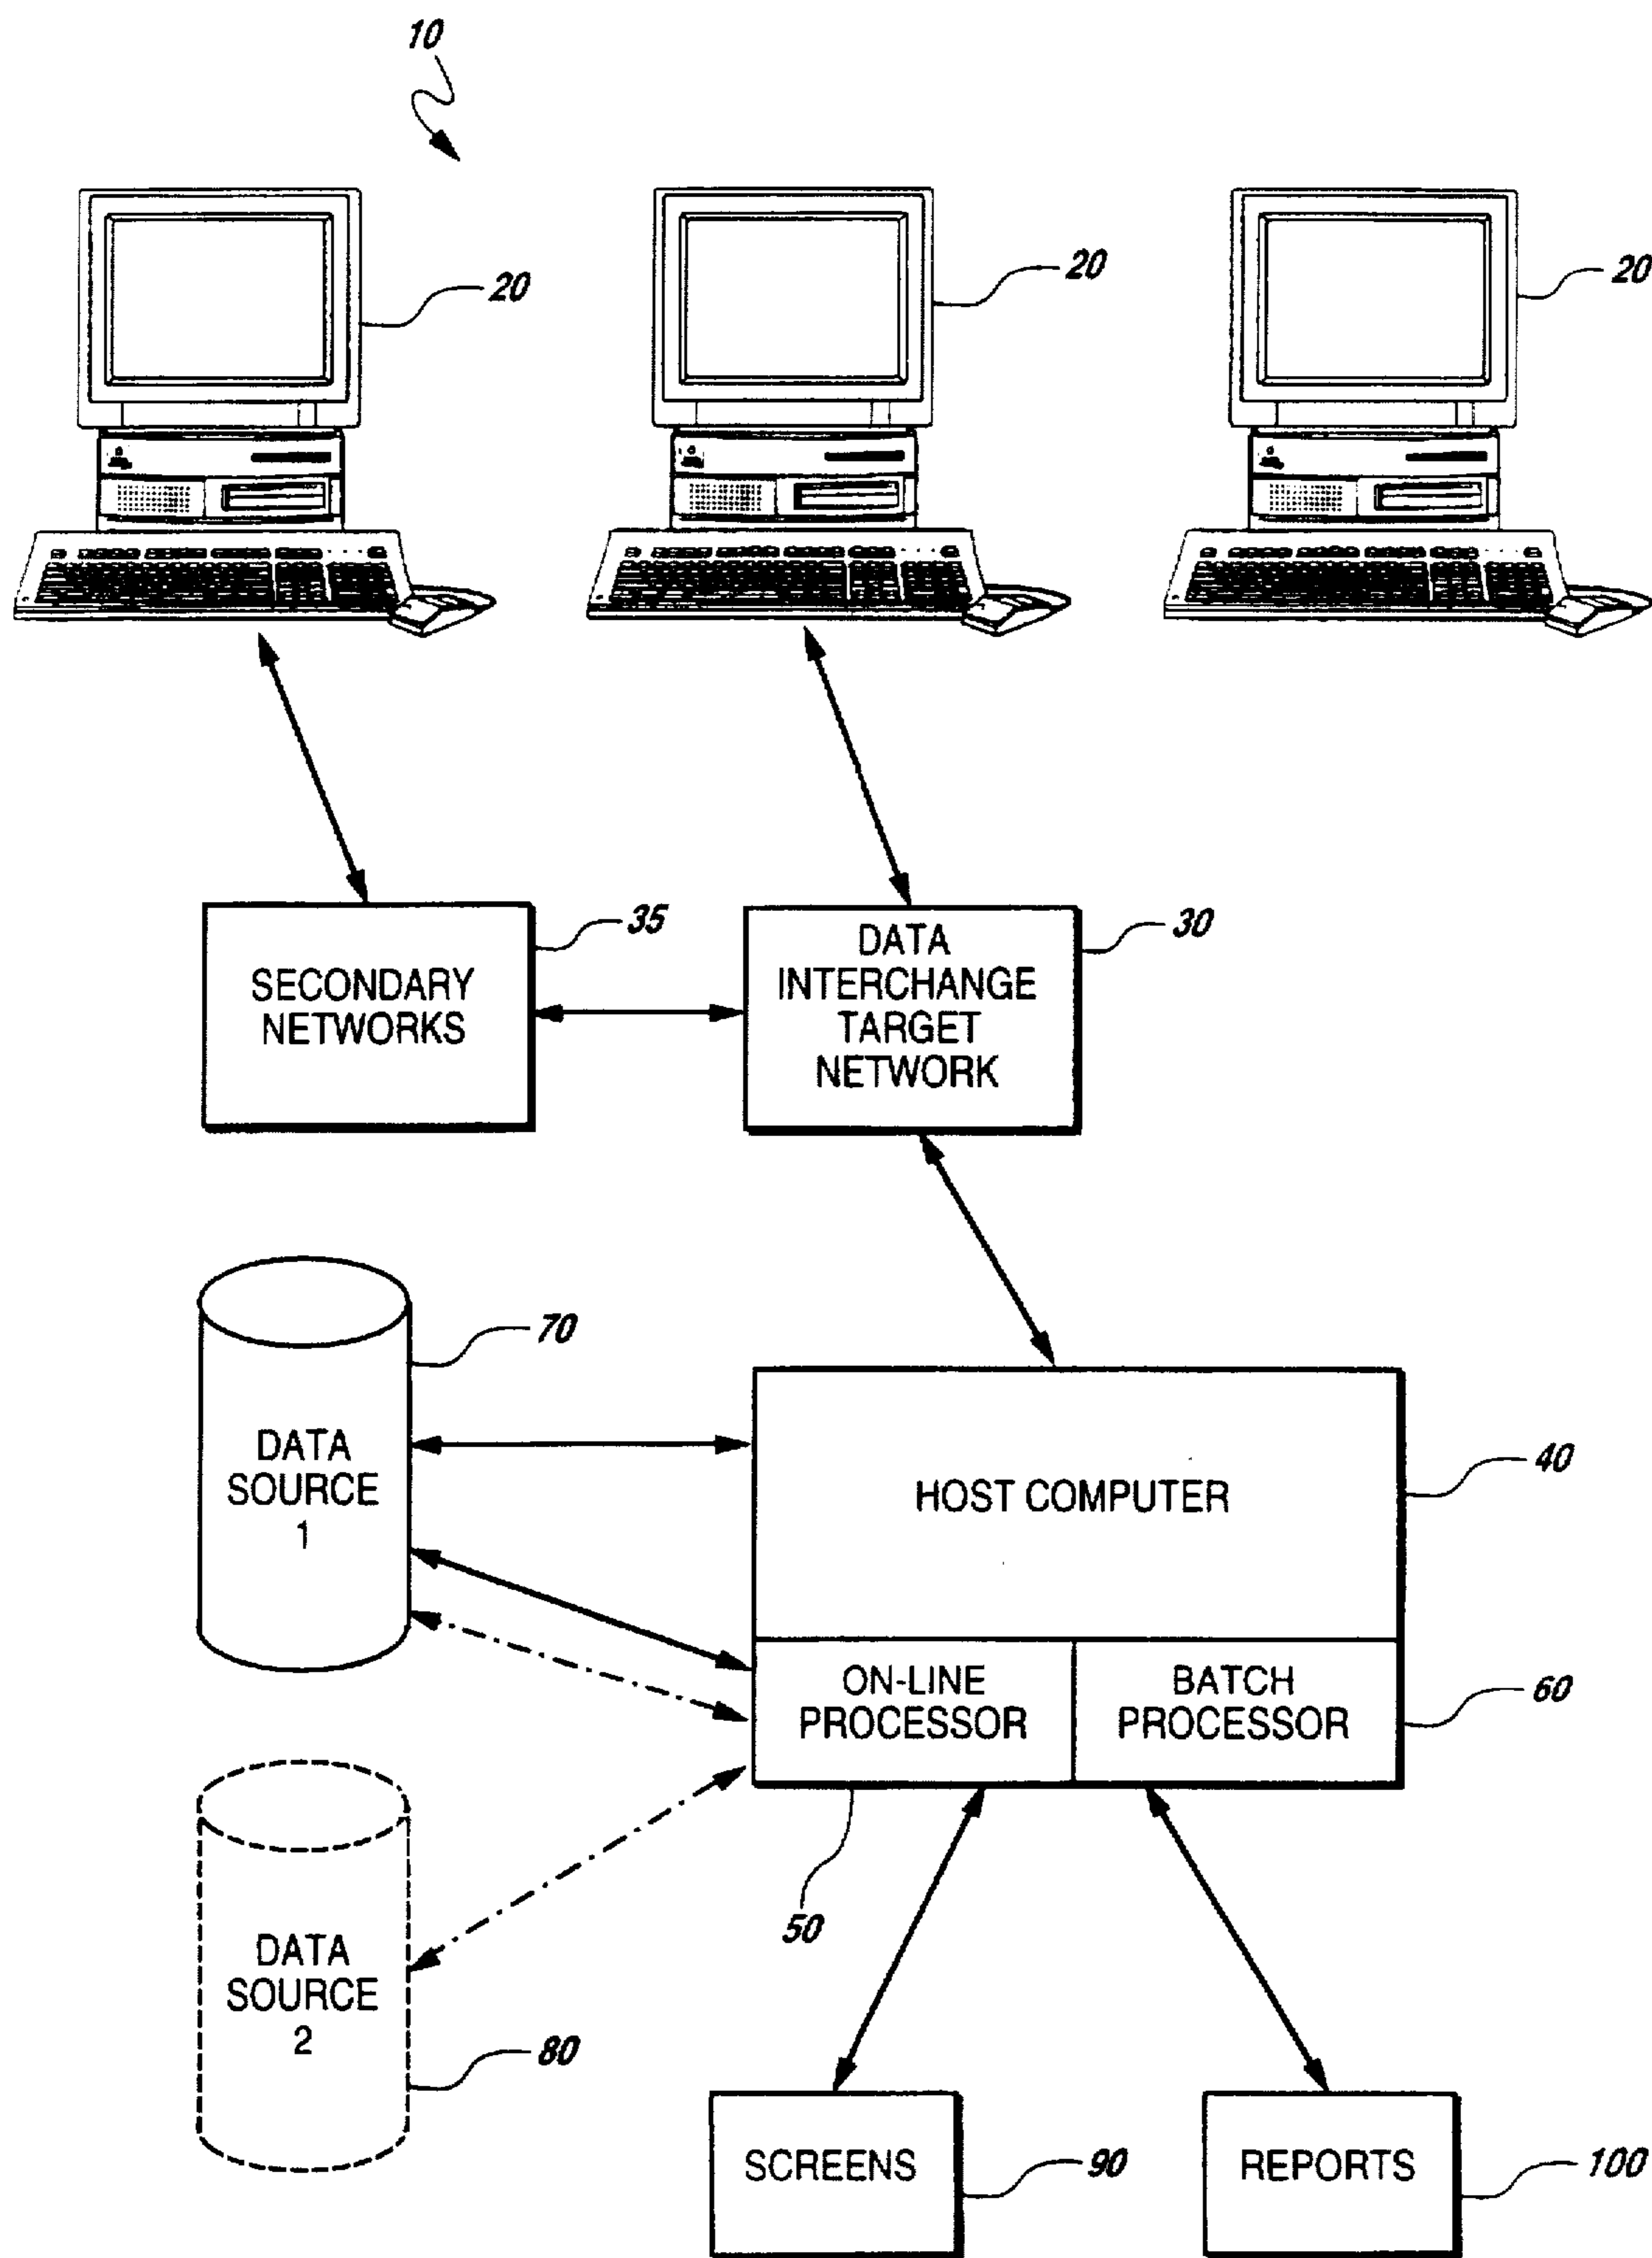 10
20
20
20
35
30
SECONDARY
NETWORKS
DATA
INTERCHANGE
TARGET
NETWORK
70
DATA
SOURCE
1
HOST COMPUTER
40
ON-LINE
PROCESSOR
BATCH
PROCESSOR
60
50
DATA
SOURCE
2
80
SCREENS
90
REPORTS
100